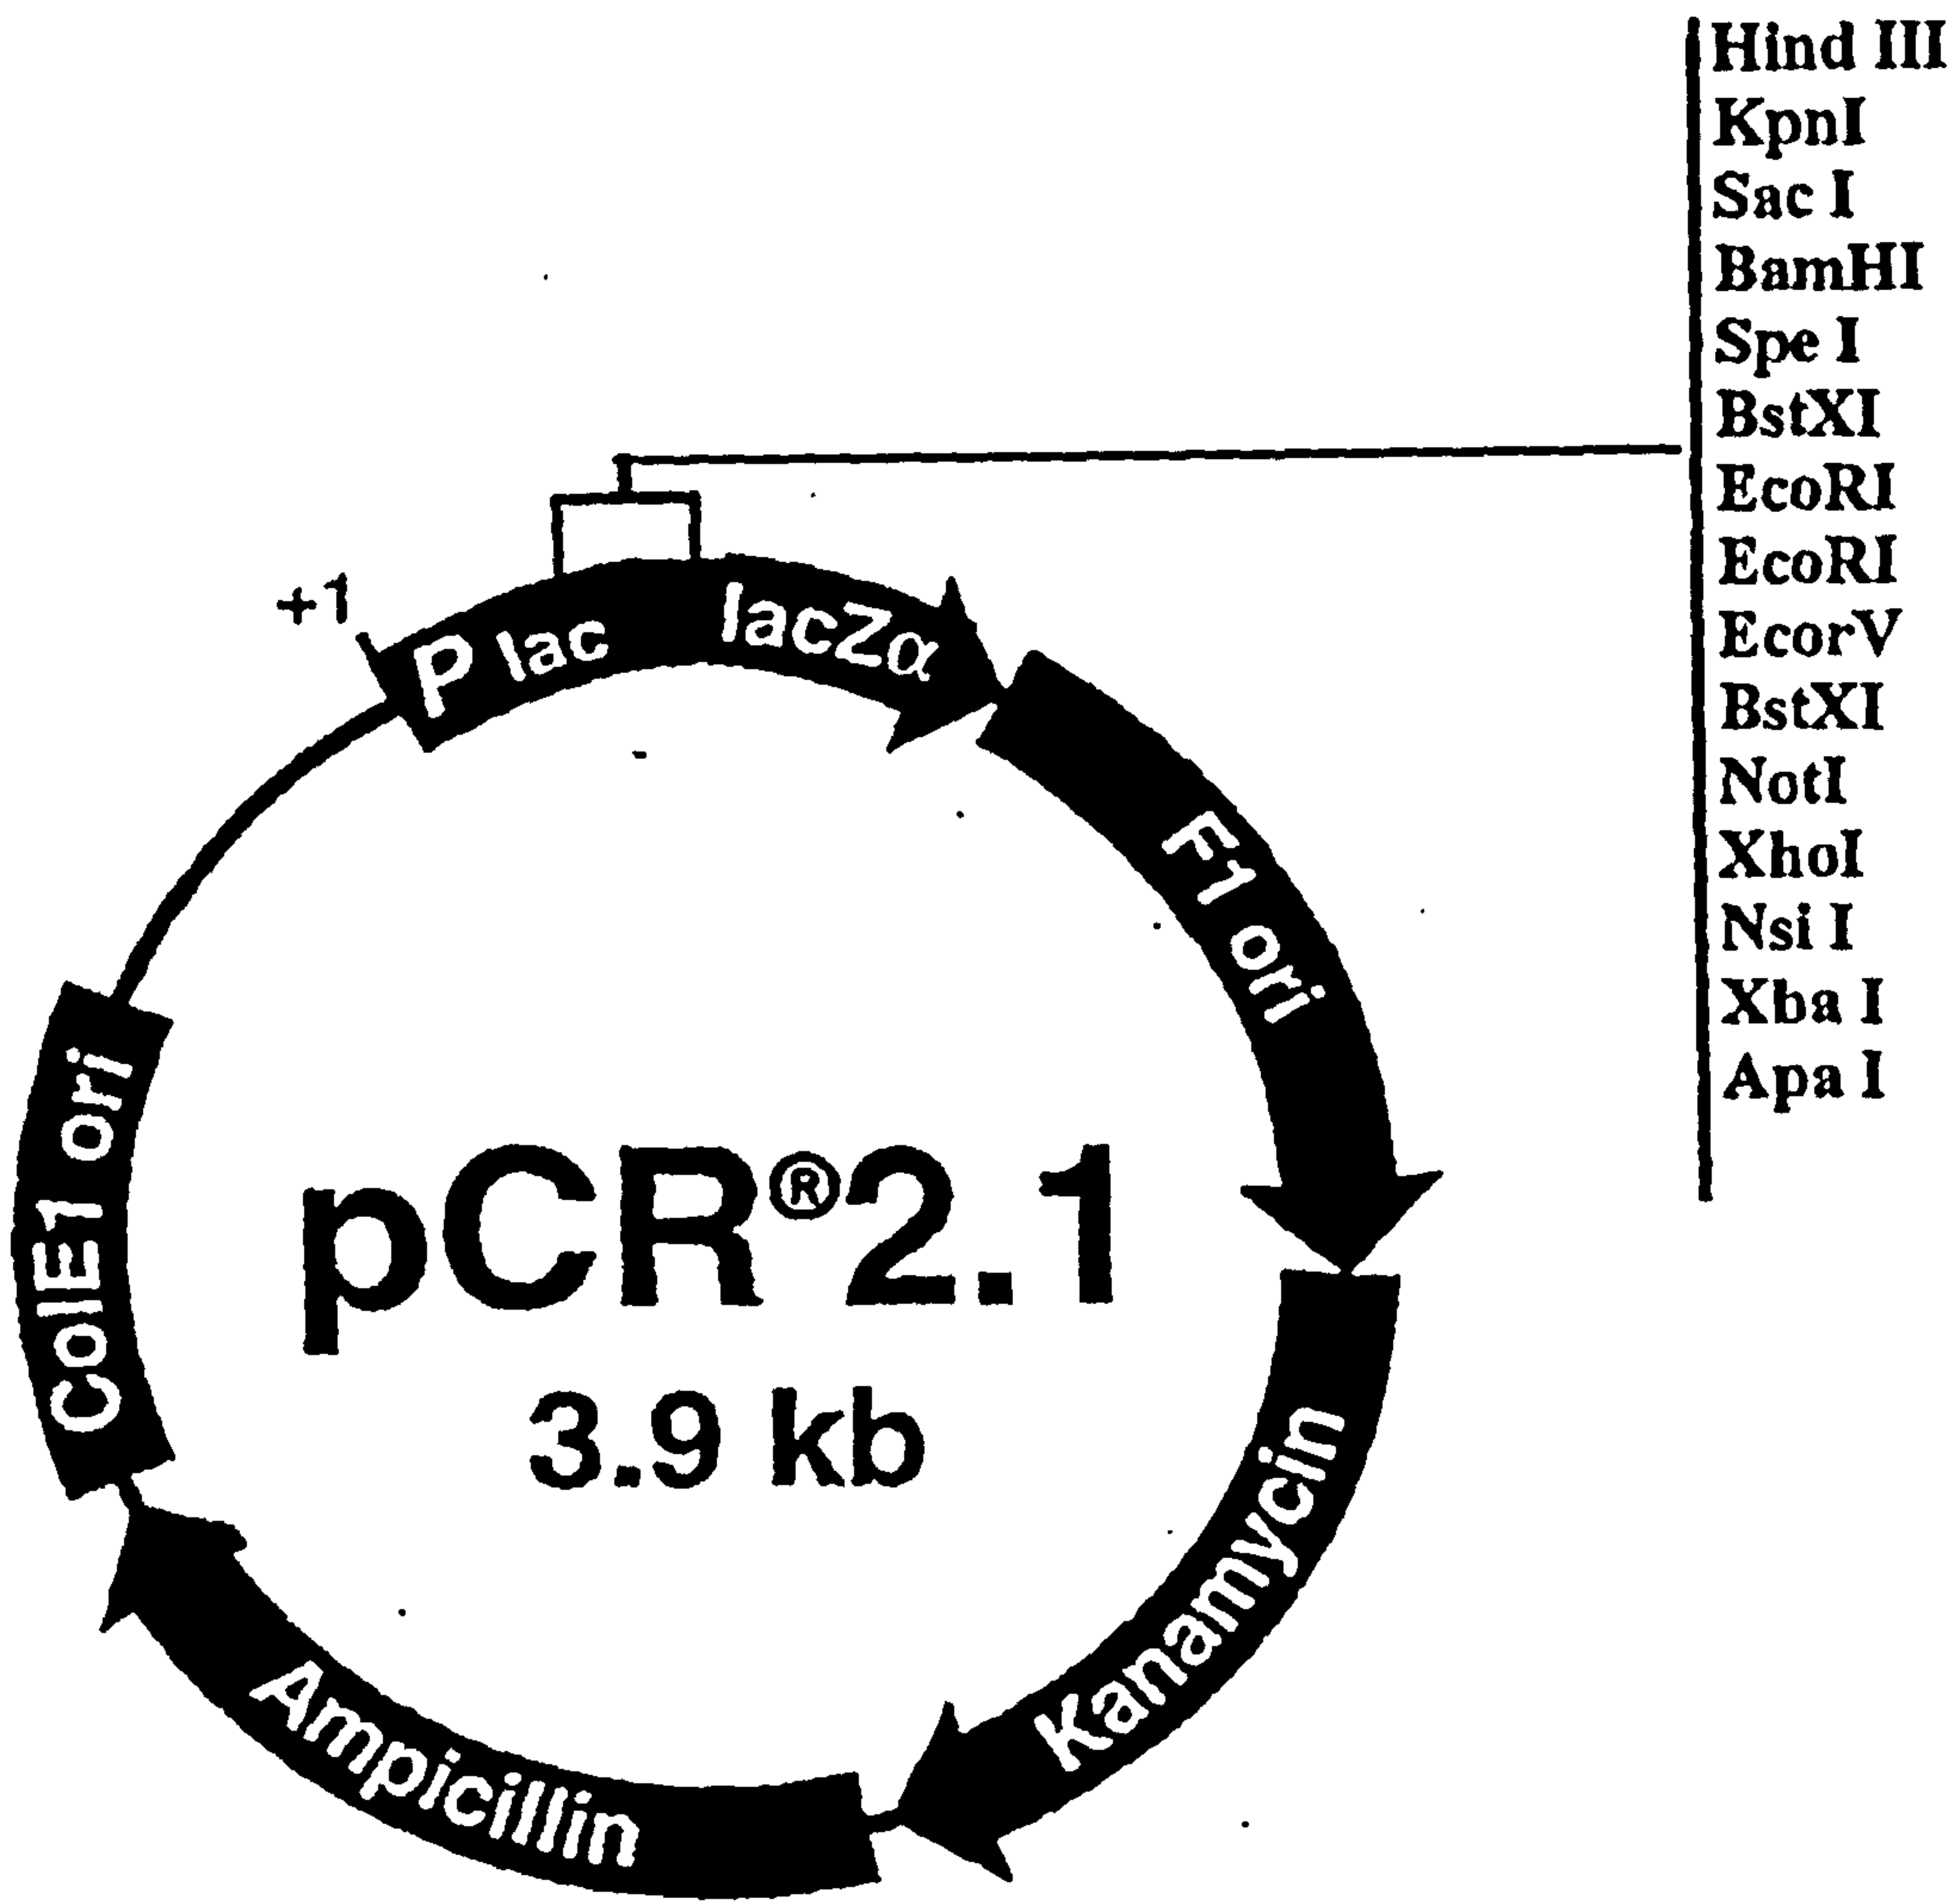 Hind III
KpnI
Sac I
BamHI
Spe I
BstXI
EcoRI
EcoRI
EcorV
BstXI
NotI
XhoI
Nsi I
Xba I
Apa I
+1
P lac
lacZα
F1 ori
Kanamycin
Ampicillin
ColE ori
pCR®2.1
3.9 kb